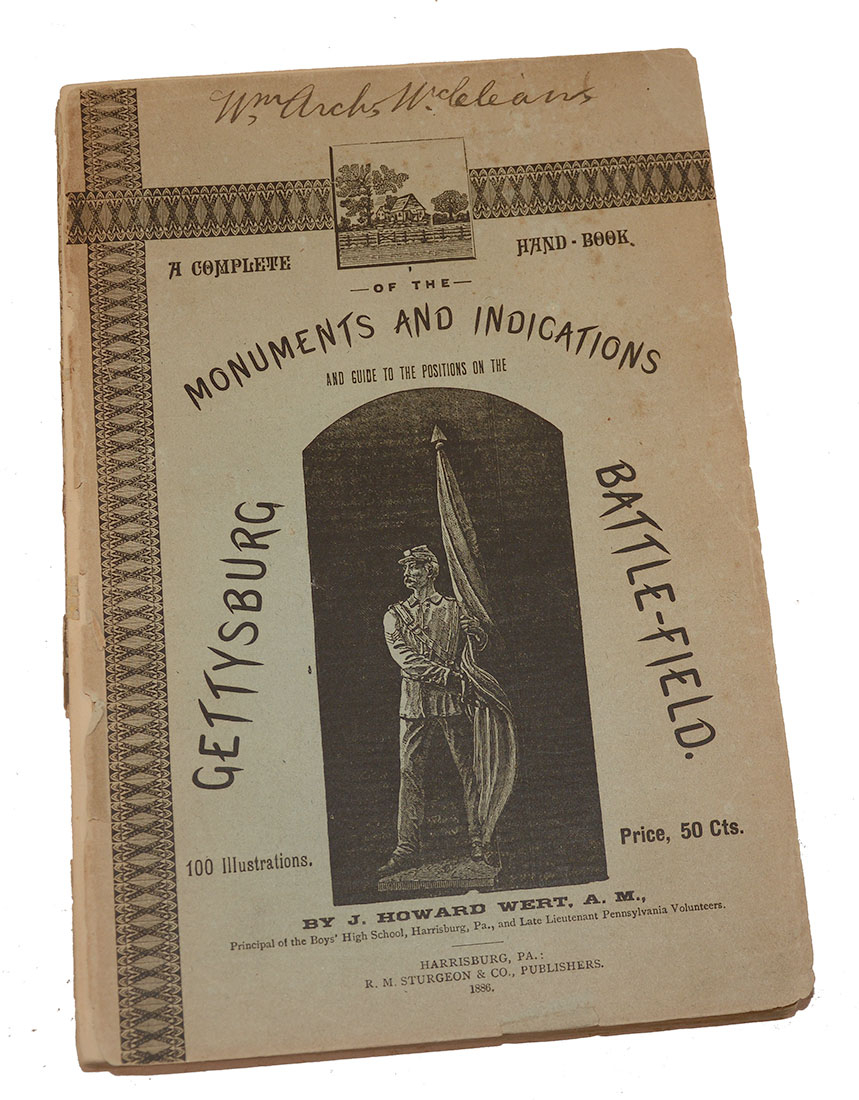 Wm Arch. McClean
A COMPLETE HAND-BOOK
—OF THE—
MONUMENTS AND INDICATIONS
AND GUIDE TO THE POSITIONS ON THE
GETTYSBURG
BATTLE-FIELD.
100 Illustrations.
Price, 50 Cts.
BY J. HOWARD WERT, A. M.,
Principal of the Boys' High School, Harrisburg, Pa., and Late Lieutenant Pennsylvania Volunteers.
HARRISBURG, PA.:
R. M. STURGEON & CO., PUBLISHERS.
1886.